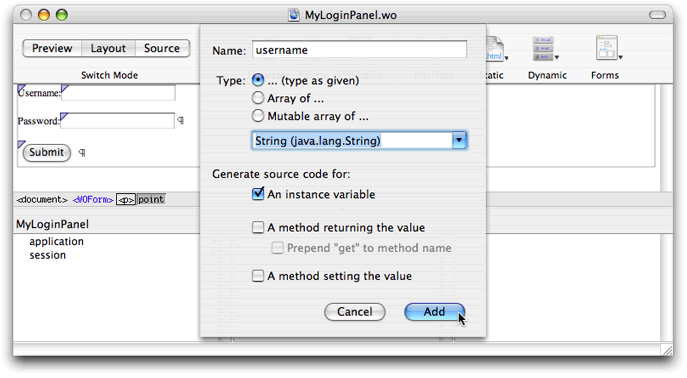 MyLoginPanel.wo
Preview Layout Source
Switch Mode
Name: username
Type: ... (type as given)
Array of ...
Mutable array of ...
String (java.lang.String)
Generate source code for:
An instance variable
A method returning the value
Prepend "get" to method name
A method setting the value
Cancel Add
Dynamic Forms
Username:
Password: ¶
Submit ¶
<document> <WOForm> <p> point
MyLoginPanel
application
session